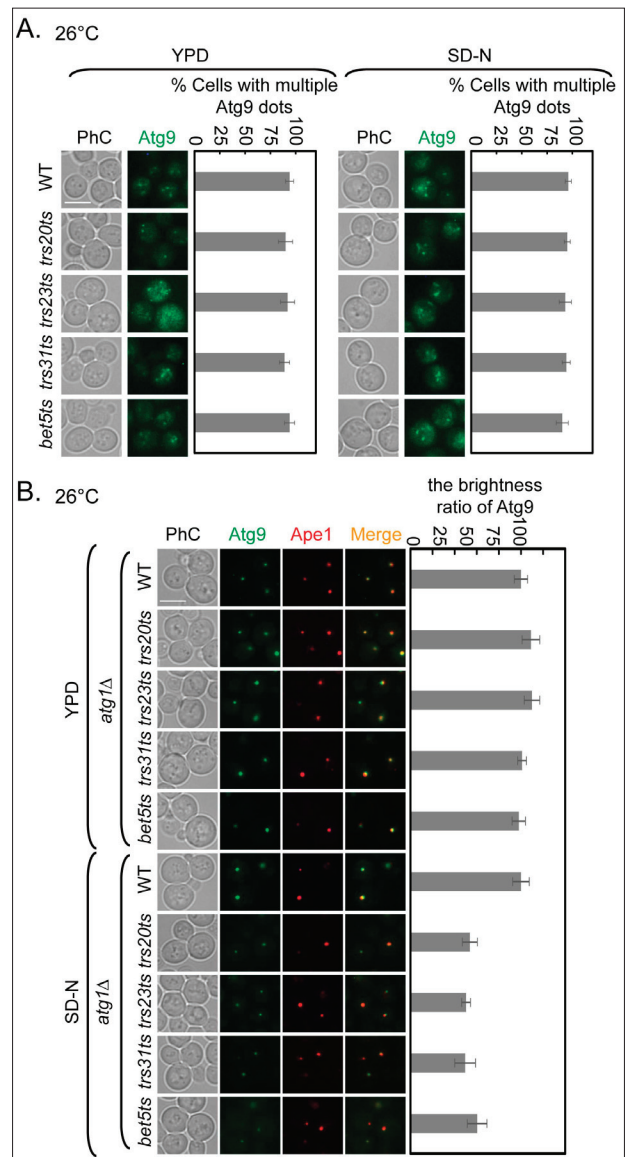 A. 26°C
YPD SD-N
% Cells with multiple Atg9 dots % Cells with multiple Atg9 dots
PhC Atg9 0 25 50 75 100 PhC Atg9 0 25 50 75 100
WT
trs20ts
trs23ts
trs31ts
bet5ts
B. 26°C
the brightness
ratio of Atg9
PhC Atg9 Ape1 Merge 0 25 50 75 100
YPD
atg1Δ
WT
trs20ts
trs23ts
trs31ts
bet5ts
SD-N
atg1Δ
WT
trs20ts
trs23ts
trs31ts
bet5ts